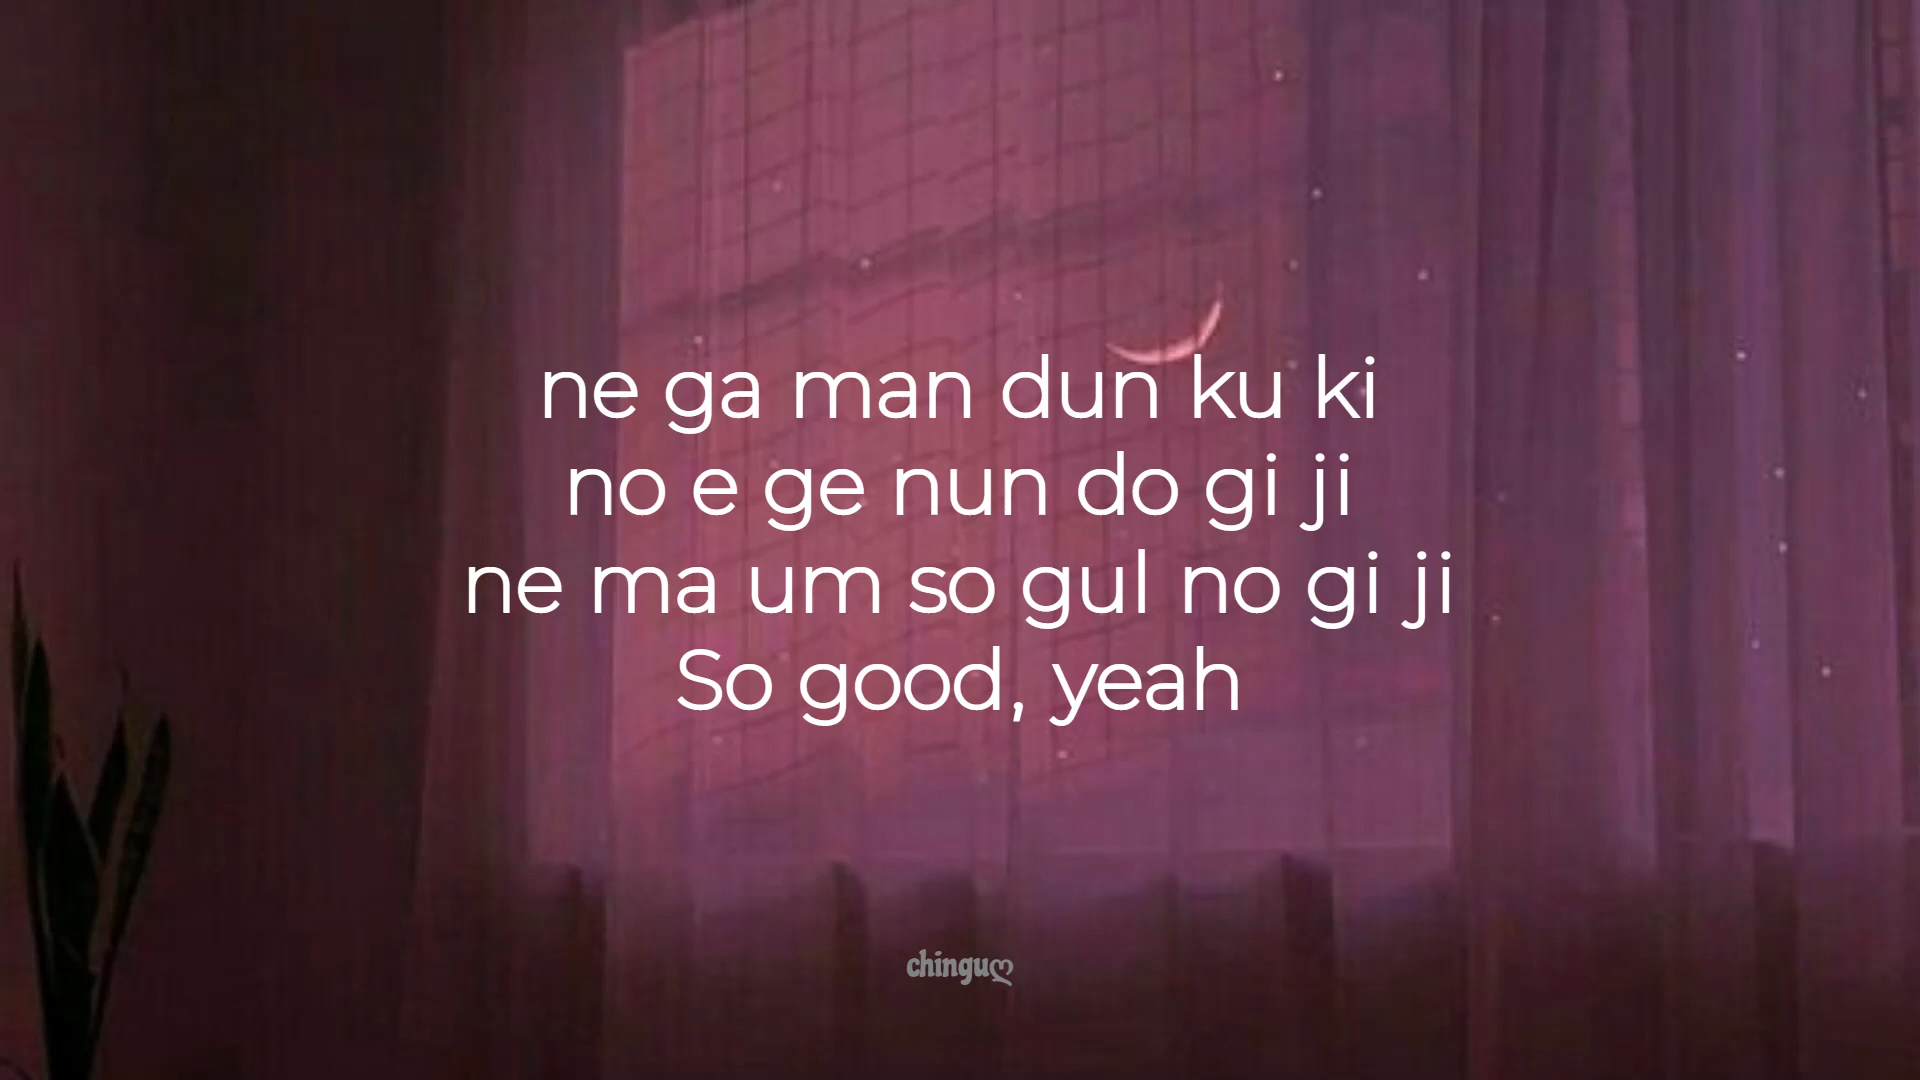 ne ga man dun ku ki
no e ge nun do gi ji
ne ma um so gul no gi ji
So good, yeah
chinguღ